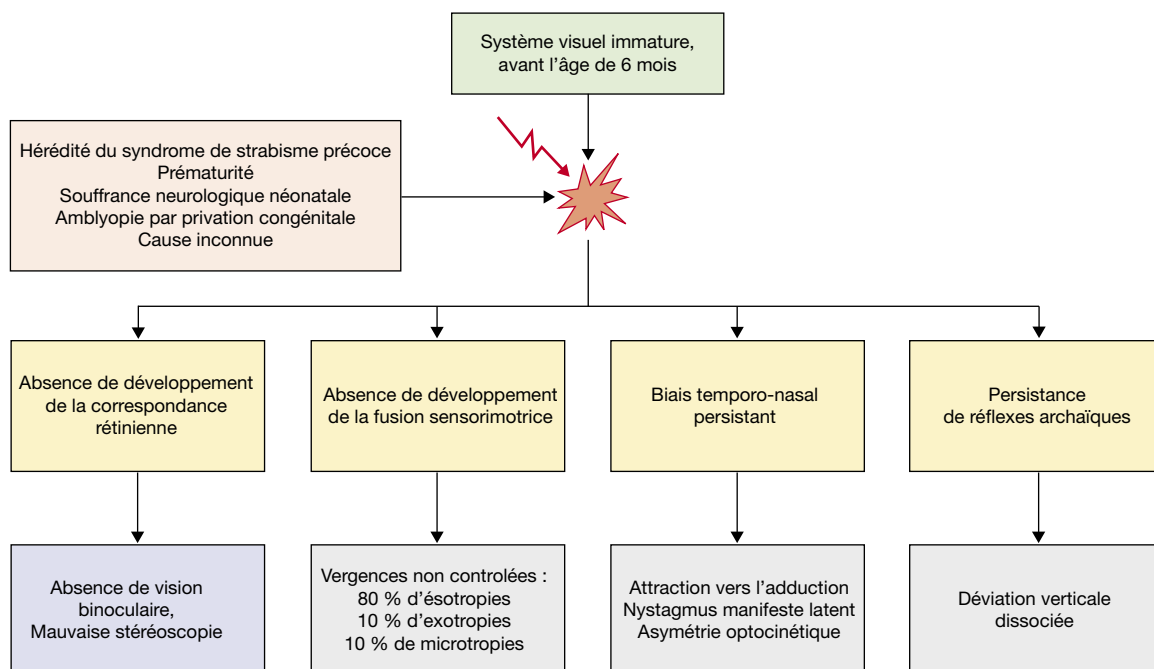 Système visuel immature,
avant l'âge de 6 mois
Hérédité du syndrome de strabisme précoce
Prématurité
Souffrance neurologique néonatale
Amblyopie par privation congénitale
Cause inconnue
Absence de développement
de la correspondance
rétinienne
Absence de développement
de la fusion sensorimotrice
Biais temporo-nasal
persistant
Persistance
de réflexes archaïques
Absence de vision
binoculaire,
Mauvaise stéréoscopie
Vergences non controlées :
80 % d'ésotropies
10 % d'exotropies
10 % de microtropies
Attraction vers l'adduction
Nystagmus manifeste latent
Asymétrie optocinétique
Déviation verticale
dissociée